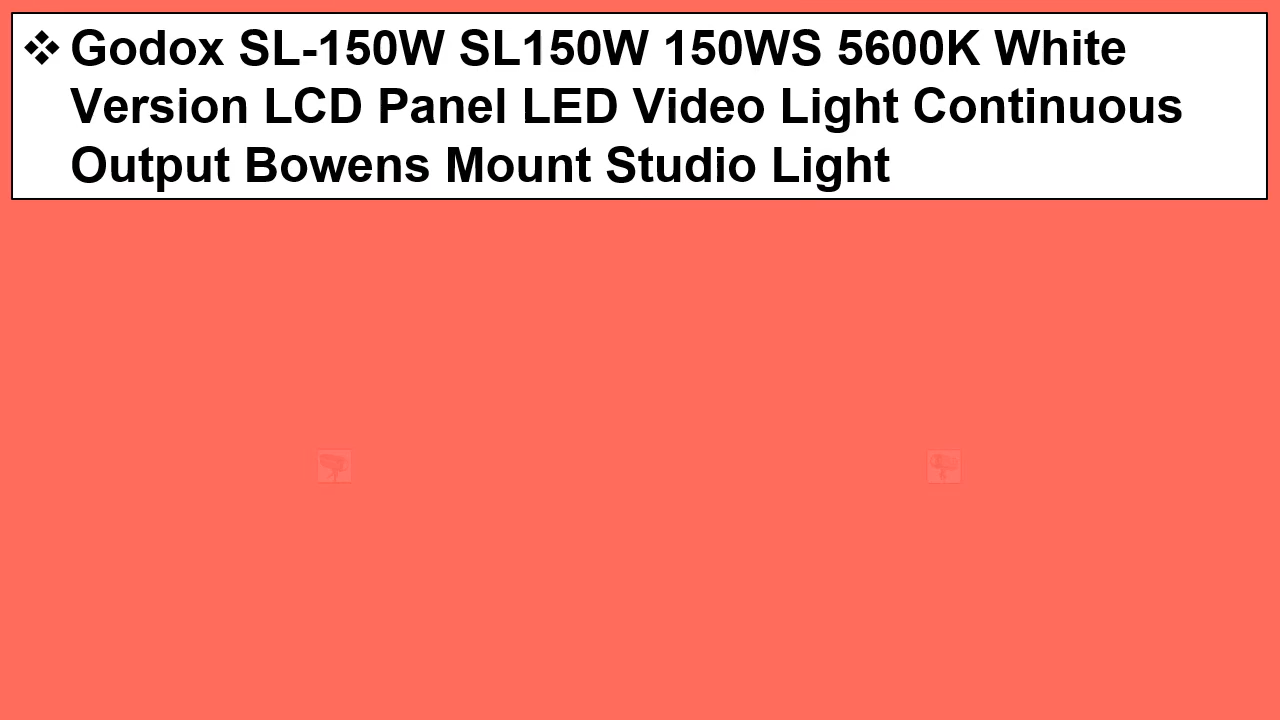 ❖ Godox SL-150W SL150W 150WS 5600K White
Version LCD Panel LED Video Light Continuous
Output Bowens Mount Studio Light